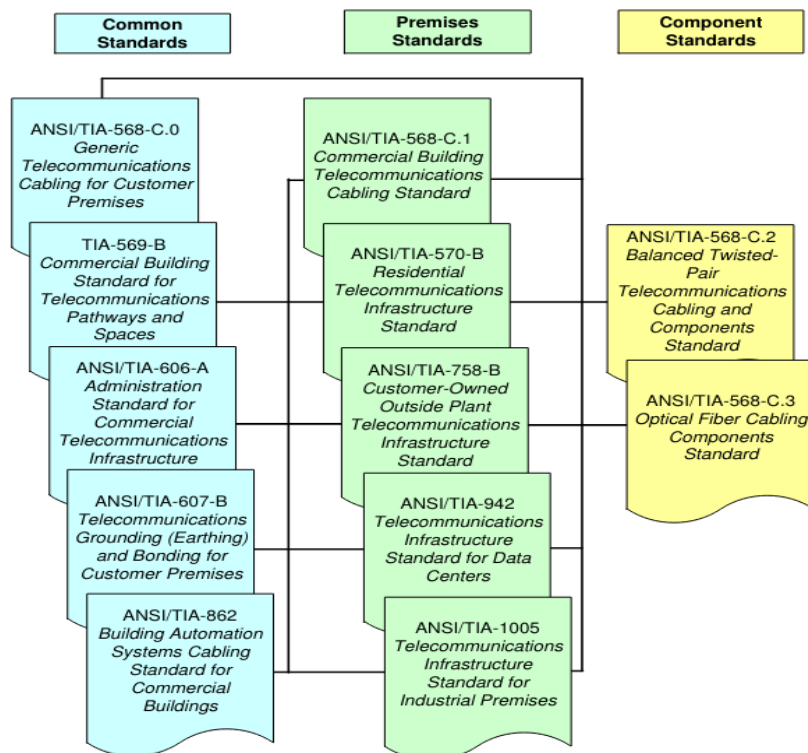 Common
Standards
Premises
Standards
Component
Standards
ANSI/TIA-568-C.0
Generic
Telecommunications
Cabling for Customer
Premises
TIA-569-B
Commercial Building
Standard for
Telecommunications
Pathways and
Spaces
ANSI/TIA-606-A
Administration
Standard for
Commercial
Telecommunications
Infrastructure
ANSI/TIA-607-B
Telecommunications
Grounding (Earthing)
and Bonding for
Customer Premises
ANSI/TIA-862
Building Automation
Systems Cabling
Standard for
Commercial
Buildings
ANSI/TIA-568-C.1
Commercial Building
Telecommunications
Cabling Standard
ANSI/TIA-570-B
Residential
Telecommunications
Infrastructure
Standard
ANSI/TIA-758-B
Customer-Owned
Outside Plant
Telecommunications
Infrastructure
Standard
ANSI/TIA-942
Telecommunications
Infrastructure
Standard for Data
Centers
ANSI/TIA-1005
Telecommunications
Infrastructure
Standard for
Industrial Premises
ANSI/TIA-568-C.2
Balanced Twisted-
Pair
Telecommunications
Cabling and
Components
Standard
ANSI/TIA-568-C.3
Optical Fiber Cabling
Components
Standard